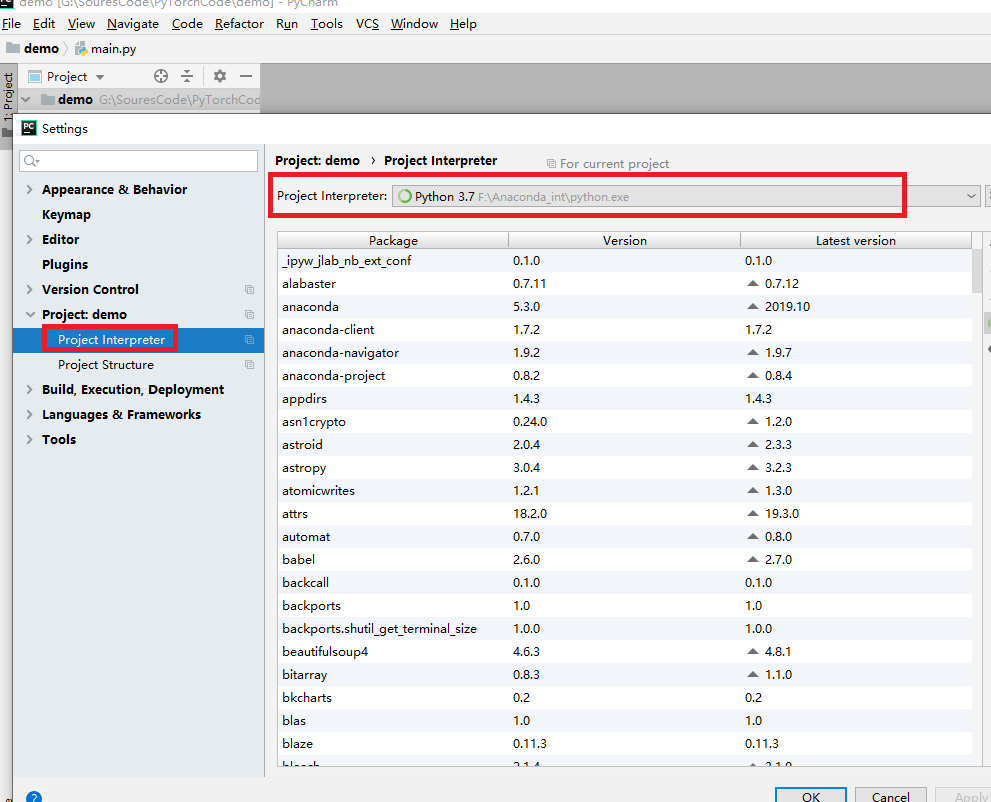 demo [G:\SouresCode\PyTorchCode\demo] - PyCharm
File Edit View Navigate Code Refactor Run Tools VCS Window Help
demo main.py
1: Project
Project
demo G:\SouresCode\PyTorchCod
PC Settings
Project: demo › Project Interpreter For current project
Project Interpreter: Python 3.7 F:\Anaconda_int\python.exe
Appearance & Behavior
Keymap
Editor
Plugins
Version Control
Project: demo
Project Interpreter
Project Structure
Build, Execution, Deployment
Languages & Frameworks
Tools
Package Version Latest version
_ipyw_jlab_nb_ext_conf 0.1.0 0.1.0
alabaster 0.7.11 0.7.12
anaconda 5.3.0 2019.10
anaconda-client 1.7.2 1.7.2
anaconda-navigator 1.9.2 1.9.7
anaconda-project 0.8.2 0.8.4
appdirs 1.4.3 1.4.3
asn1crypto 0.24.0 1.2.0
astroid 2.0.4 2.3.3
astropy 3.0.4 3.2.3
atomicwrites 1.2.1 1.3.0
attrs 18.2.0 19.3.0
automat 0.7.0 0.8.0
babel 2.6.0 2.7.0
backcall 0.1.0 0.1.0
backports 1.0 1.0
backports.shutil_get_terminal_size 1.0.0 1.0.0
beautifulsoup4 4.6.3 4.8.1
bitarray 0.8.3 1.1.0
bkcharts 0.2 0.2
blas 1.0 1.0
blaze 0.11.3 0.11.3
bleach 2.1.4 3.1.0
? OK Cancel Apply